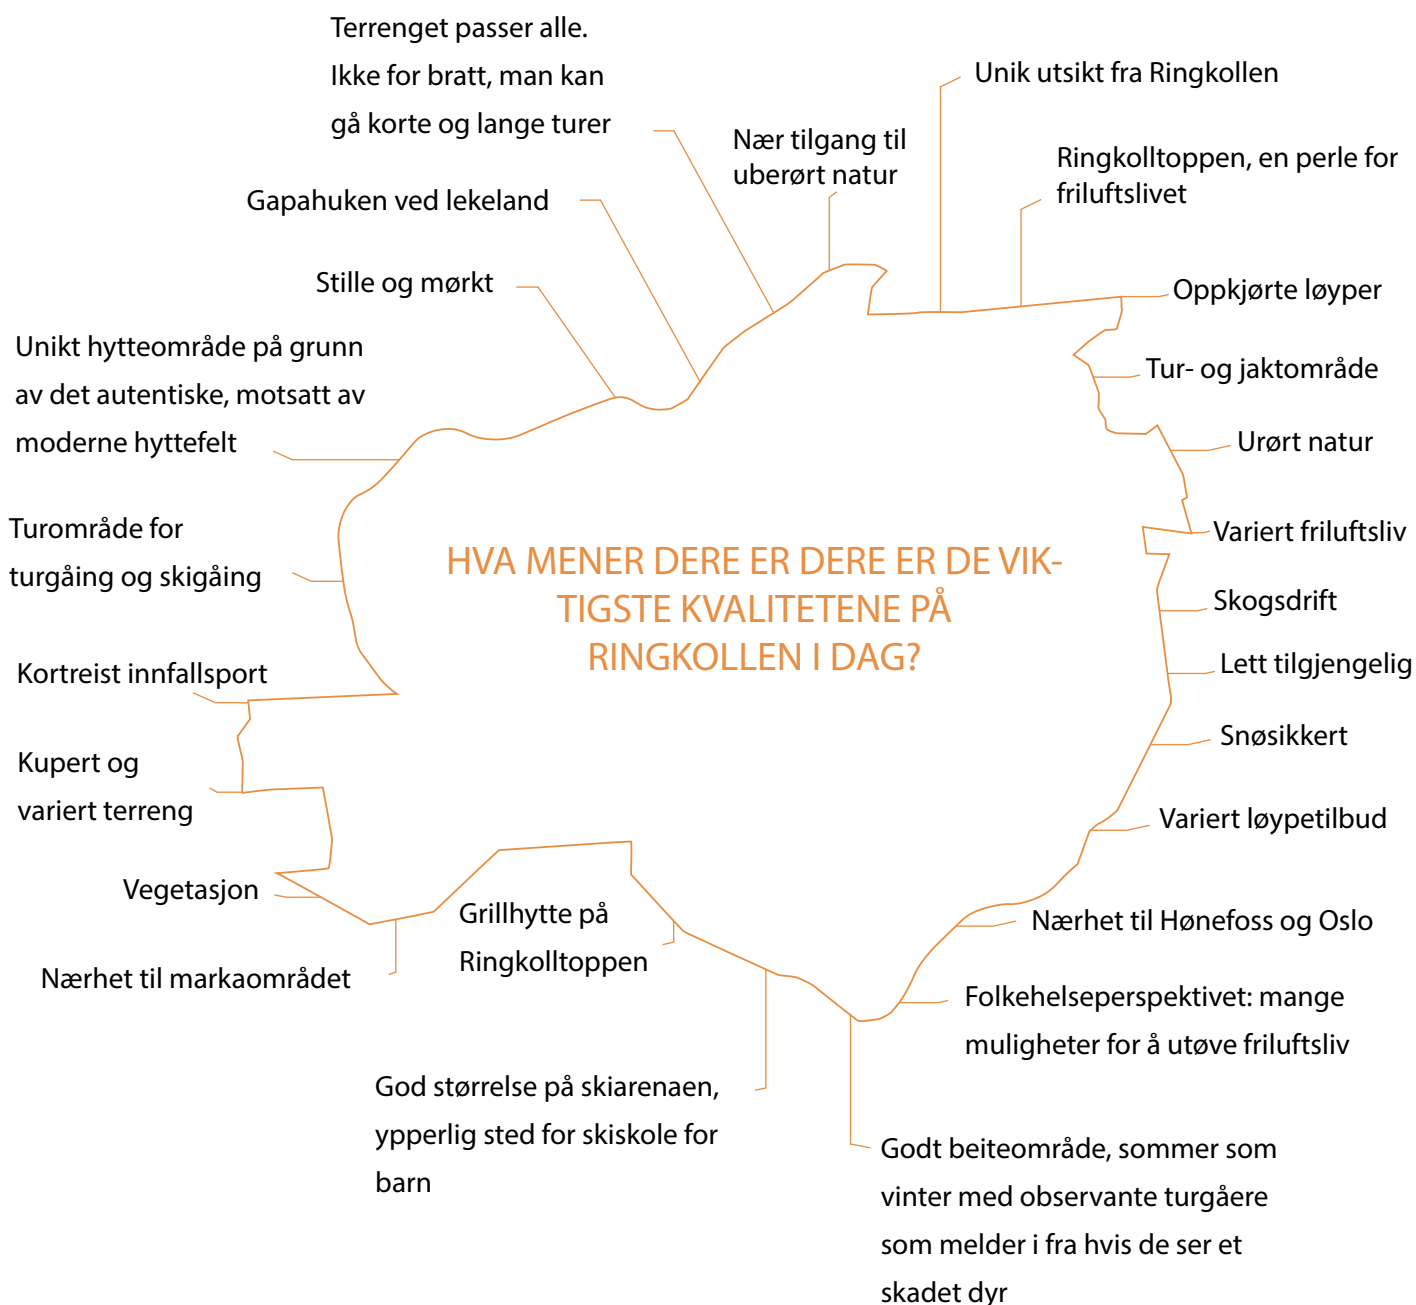 Terrenget passer alle.
Ikke for bratt, man kan
gå korte og lange turer
Unik utsikt fra Ringkollen
Nær tilgang til
uberørt natur
Ringkolltoppen, en perle for
friluftslivet
Gapahuken ved lekeland
Stille og mørkt
Oppkjørte løyper
Unikt hytteområde på grunn
av det autentiske, motsatt av
moderne hyttefelt
Tur- og jaktområde
Urørt natur
Turområde for
turgåing og skigåing
Variert friluftsliv
HVA MENER DERE ER DERE ER DE VIK-
TIGSTE KVALITETENE PÅ
RINGKOLLEN I DAG?
Skogsdrift
Kortreist innfallsport
Lett tilgjengelig
Snøsikkert
Kupert og
variert terreng
Variert løypetilbud
Vegetasjon
Grillhytte på
Ringkolltoppen
Nærhet til Hønefoss og Oslo
Nærhet til markaområdet
Folkehelseperspektivet: mange
muligheter for å utøve friluftsliv
God størrelse på skiarenaen,
ypperlig sted for skiskole for
barn
Godt beiteområde, sommer som
vinter med observante turgåere
som melder i fra hvis de ser et
skadet dyr